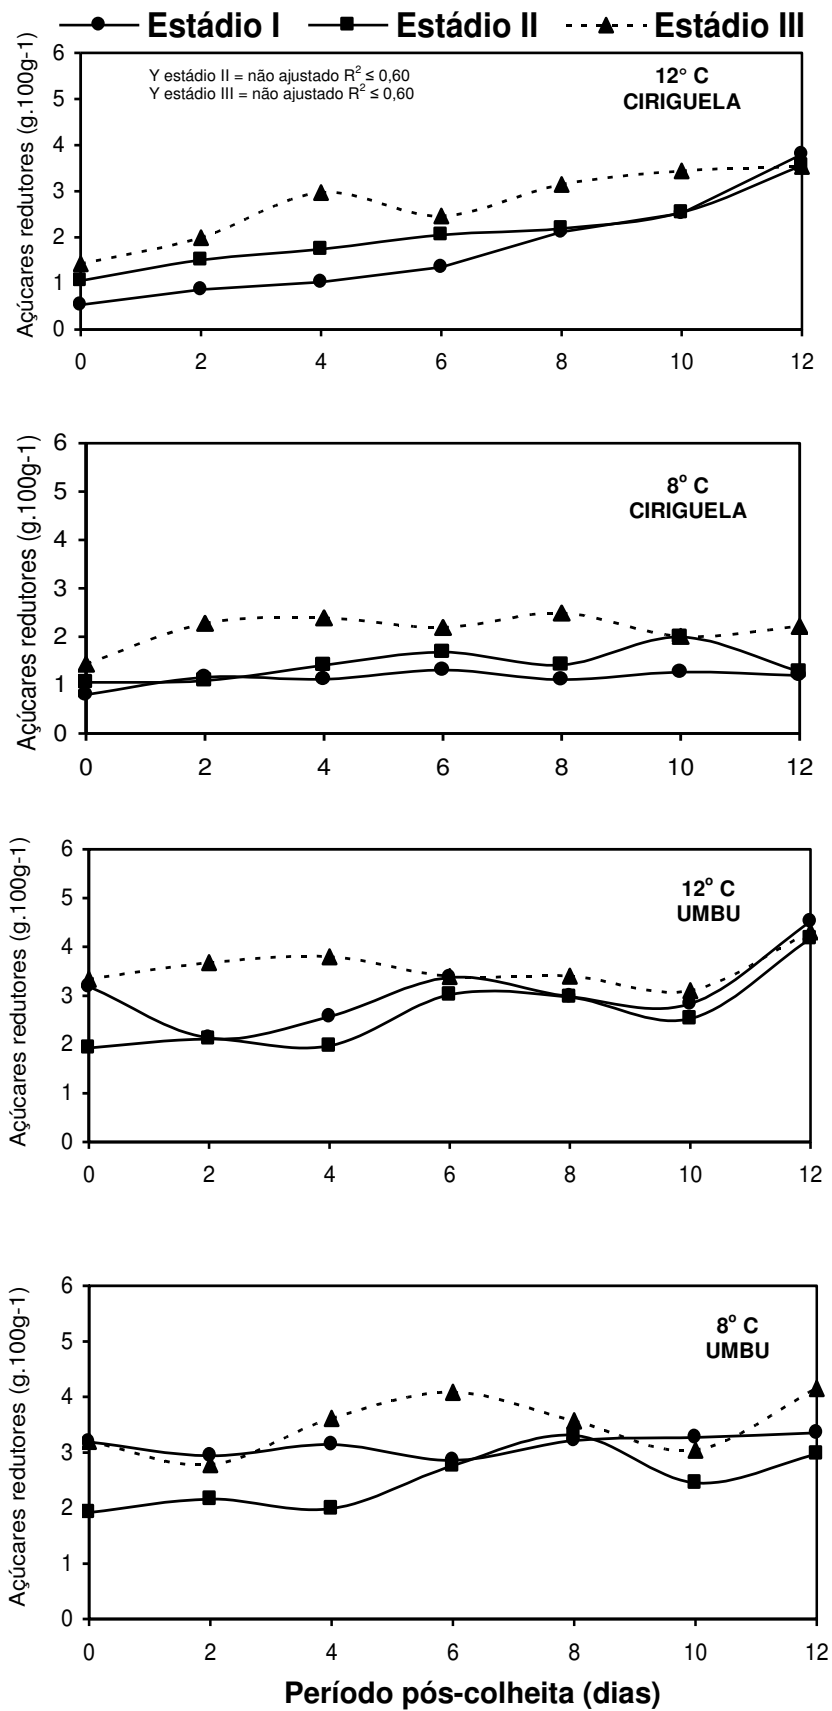 Estádio I Estádio II Estádio III
Açúcares redutores (g.100g-1)
6
5
4
3
2
1
0
Y estádio II = não ajustado R² ≤ 0,60
Y estádio III = não ajustado R² ≤ 0,60
12° C
CIRIGUELA
0 2 4 6 8 10 12
Açúcares redutores (g.100g-1)
6
5
4
3
2
1
0
8° C
CIRIGUELA
0 2 4 6 8 10 12
Açúcares redutores (g.100g-1)
6
5
4
3
2
1
0
12° C
UMBU
0 2 4 6 8 10 12
Açúcares redutores (g.100g-1)
6
5
4
3
2
1
0
8° C
UMBU
0 2 4 6 8 10 12
Período pós-colheita (dias)